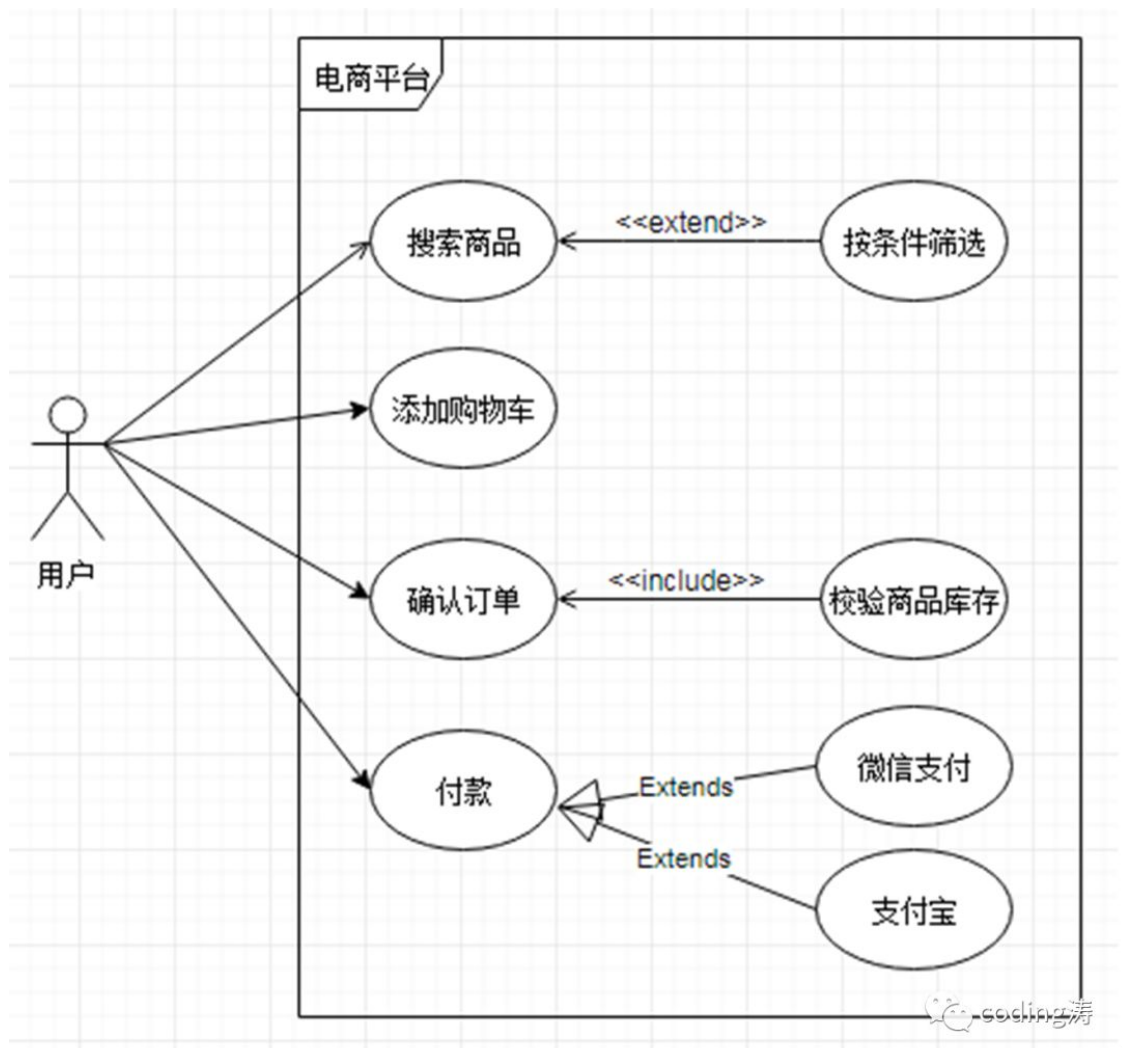 电商平台
搜索商品
<<extend>>
按条件筛选
添加购物车
用户
确认订单
<<include>>
校验商品库存
付款
Extends
微信支付
Extends
支付宝
coding涛